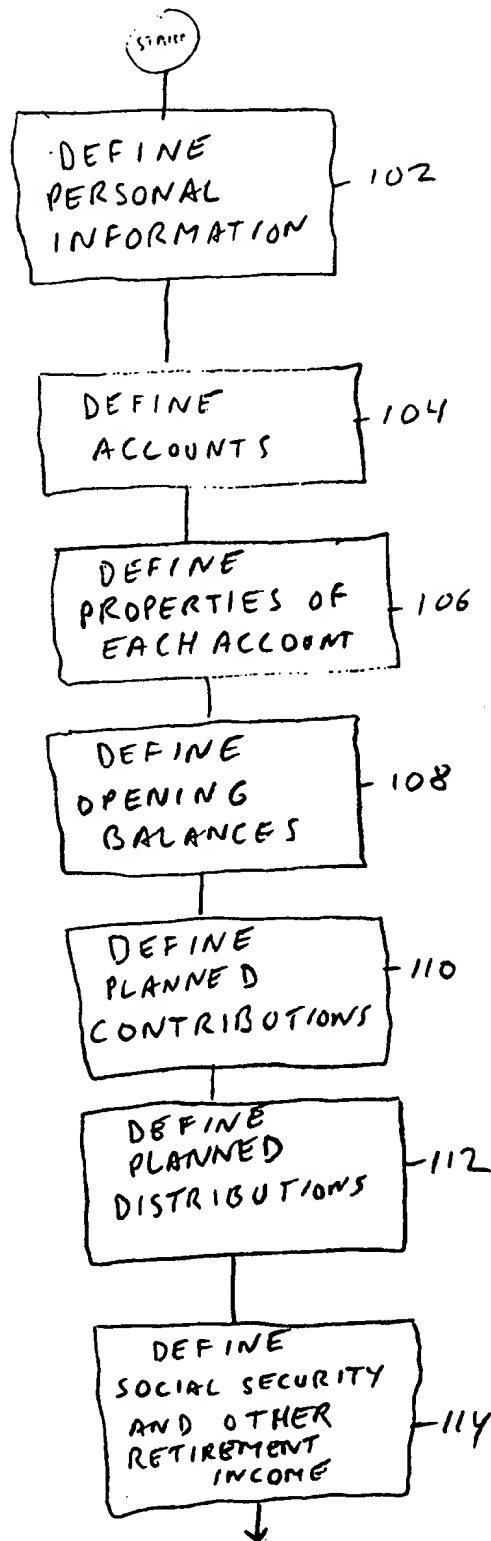 START
DEFINE
PERSONAL
INFORMATION
102
DEFINE
ACCOUNTS
104
DEFINE
PROPERTIES OF
EACH ACCOUNT
106
DEFINE
OPENING
BALANCES
108
DEFINE
PLANNED
CONTRIBUTIONS
110
DEFINE
PLANNED
DISTRIBUTIONS
112
DEFINE
SOCIAL SECURITY
AND OTHER
RETIREMENT
INCOME
114